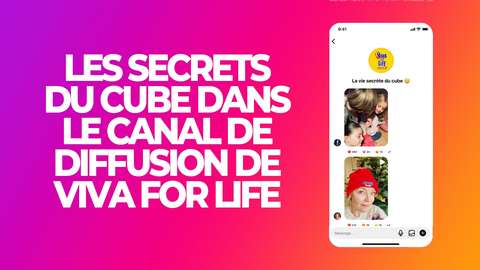 LES SECRETS
DU CUBE DANS
LE CANAL DE
DIFFUSION DE
VIVA FOR LIFE
9:41
VIVA
for
LIFE
La vie secrète du cube
Message...